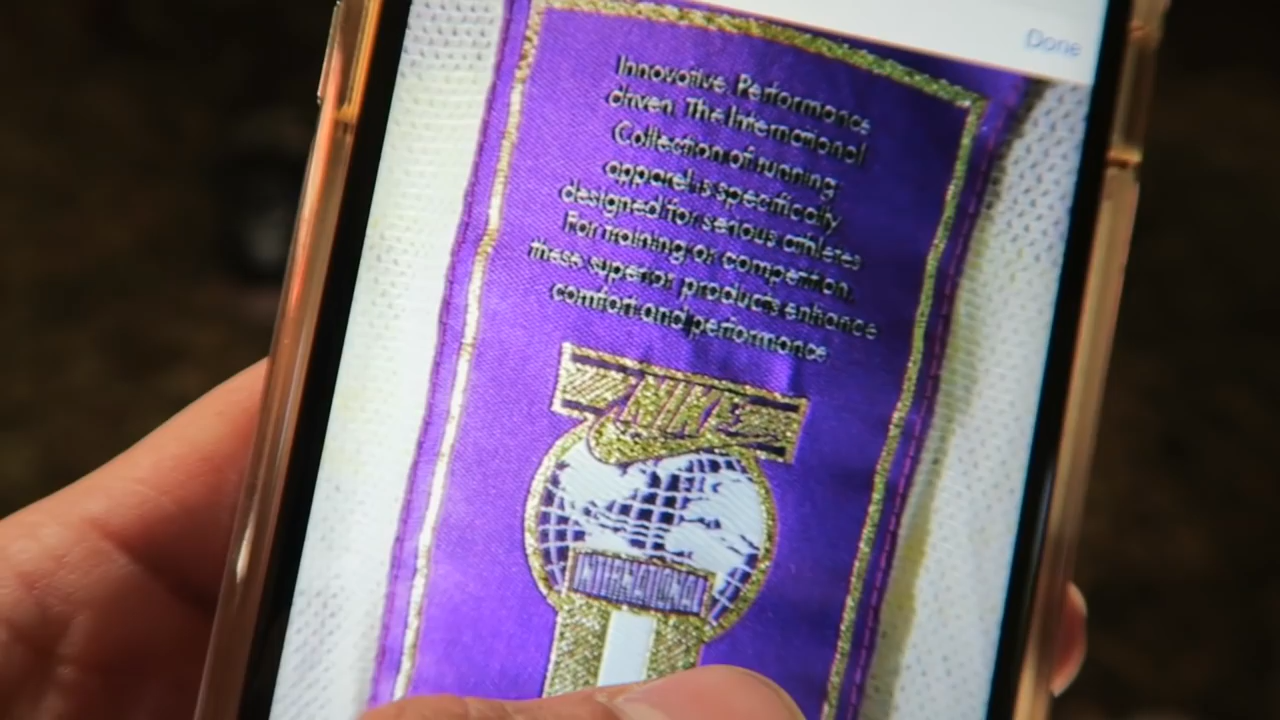 Done
Innovative. Performance
driven. The International
Collection of running
apparel is specifically
designed for serious athletes
For training or competition,
these superior products enhance
comfort and performance
NIKE
INTERNATIONAL